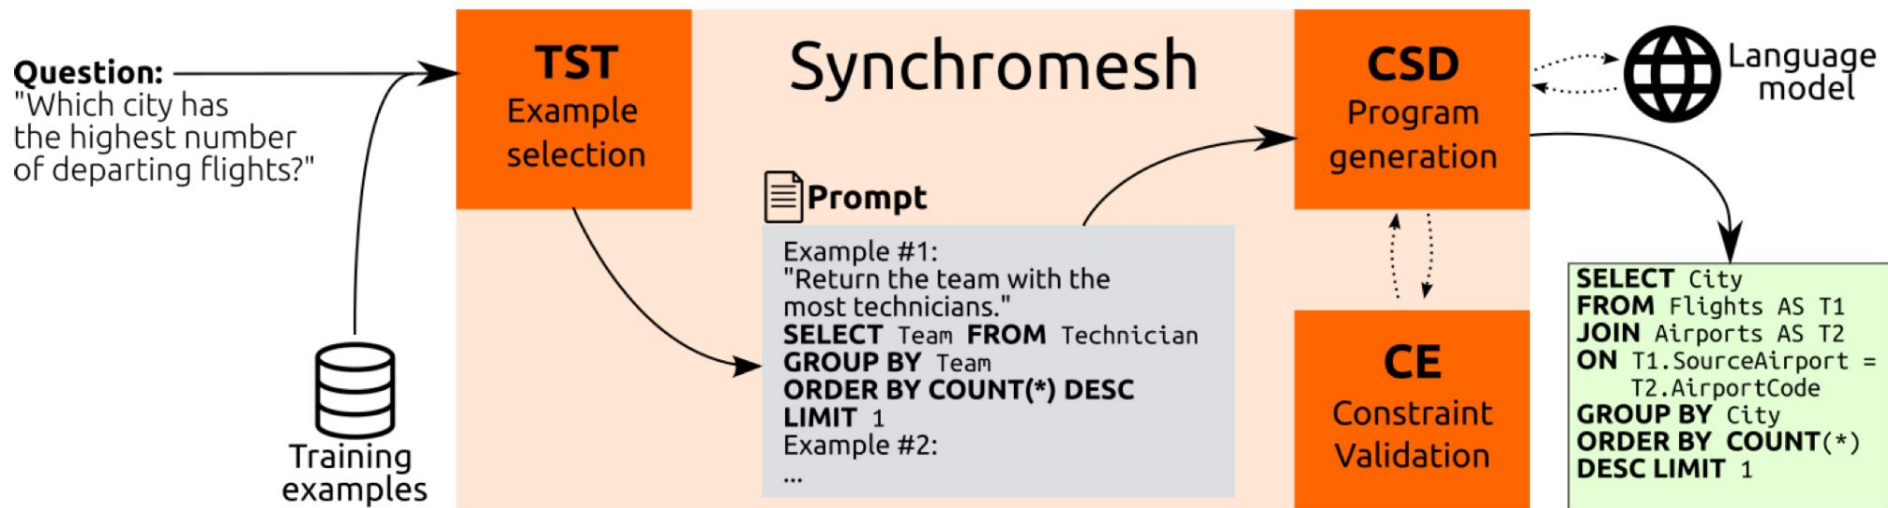 Question:
"Which city has
the highest number
of departing flights?"
Training
examples
TST
Example
selection
Synchromesh
Prompt
Example #1:
"Return the team with the
most technicians."
SELECT Team FROM Technician
GROUP BY Team
ORDER BY COUNT(*) DESC
LIMIT 1
Example #2:
...
CSD
Program
generation
CE
Constraint
Validation
Language
model
SELECT City
FROM Flights AS T1
JOIN Airports AS T2
ON T1.SourceAirport =
T2.AirportCode
GROUP BY City
ORDER BY COUNT(*)
DESC LIMIT 1